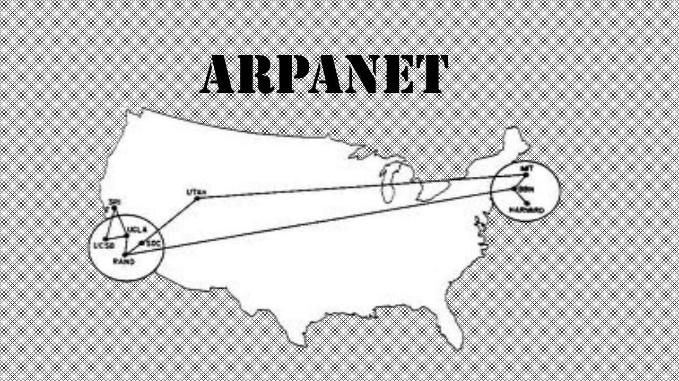 ARPANET
MIT
BBN
HARVARD
UTAH
SRI
UCLA
UCSB
SDC
RAND